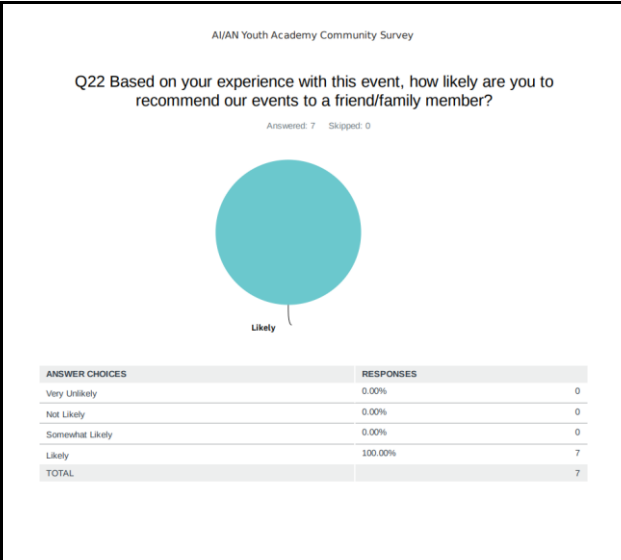 AI/AN Youth Academy Community Survey
Q22 Based on your experience with this event, how likely are you to
recommend our events to a friend/family member?
Answered: 7 Skipped: 0
Likely
ANSWER CHOICES RESPONSES
Very Unlikely 0.00% 0
Not Likely 0.00% 0
Somewhat Likely 0.00% 0
Likely 100.00% 7
TOTAL 7